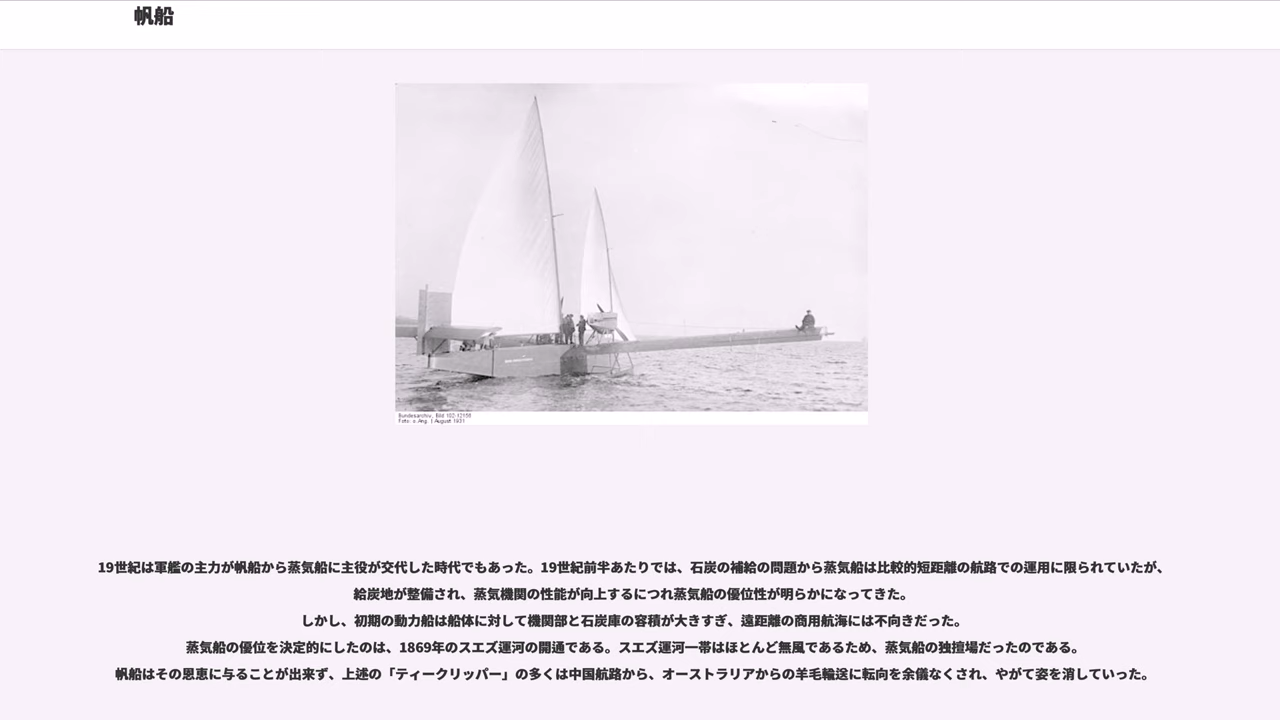 帆船
Bundesarchiv, Bild 102-12156
Foto: o.Ang. | August 1931
19世紀は軍艦の主力が帆船から蒸気船に主役が交代した時代でもあった。19世紀前半あたりでは、石炭の補給の問題から蒸気船は比較的短距離の航路での運用に限られていたが、
給炭地が整備され、蒸気機関の性能が向上するにつれ蒸気船の優位性が明らかになってきた。
しかし、初期の動力船は船体に対して機関部と石炭庫の容積が大きすぎ、遠距離の商用航海には不向きだった。
蒸気船の優位を決定的にしたのは、1869年のスエズ運河の開通である。スエズ運河一帯はほとんど無風であるため、蒸気船の独擅場だったのである。
帆船はその恩恵に与ることが出来ず、上述の「ティークリッパー」の多くは中国航路から、オーストラリアからの羊毛輸送に転向を余儀なくされ、やがて姿を消していった。